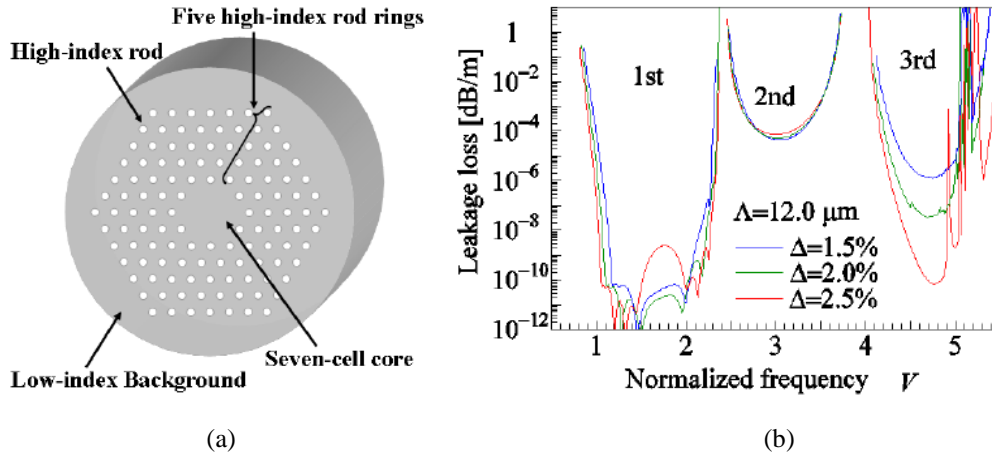 Five high-index rod rings
High-index rod
Seven-cell core
Low-index Background
(a)
Leakage loss [dB/m]
1
10⁻²
10⁻⁴
10⁻⁶
10⁻⁸
10⁻¹⁰
10⁻¹²
1st
2nd
3rd
Λ=12.0 μm
Δ=1.5%
Δ=2.0%
Δ=2.5%
1 2 3 4 5
Normalized frequency V
(b)